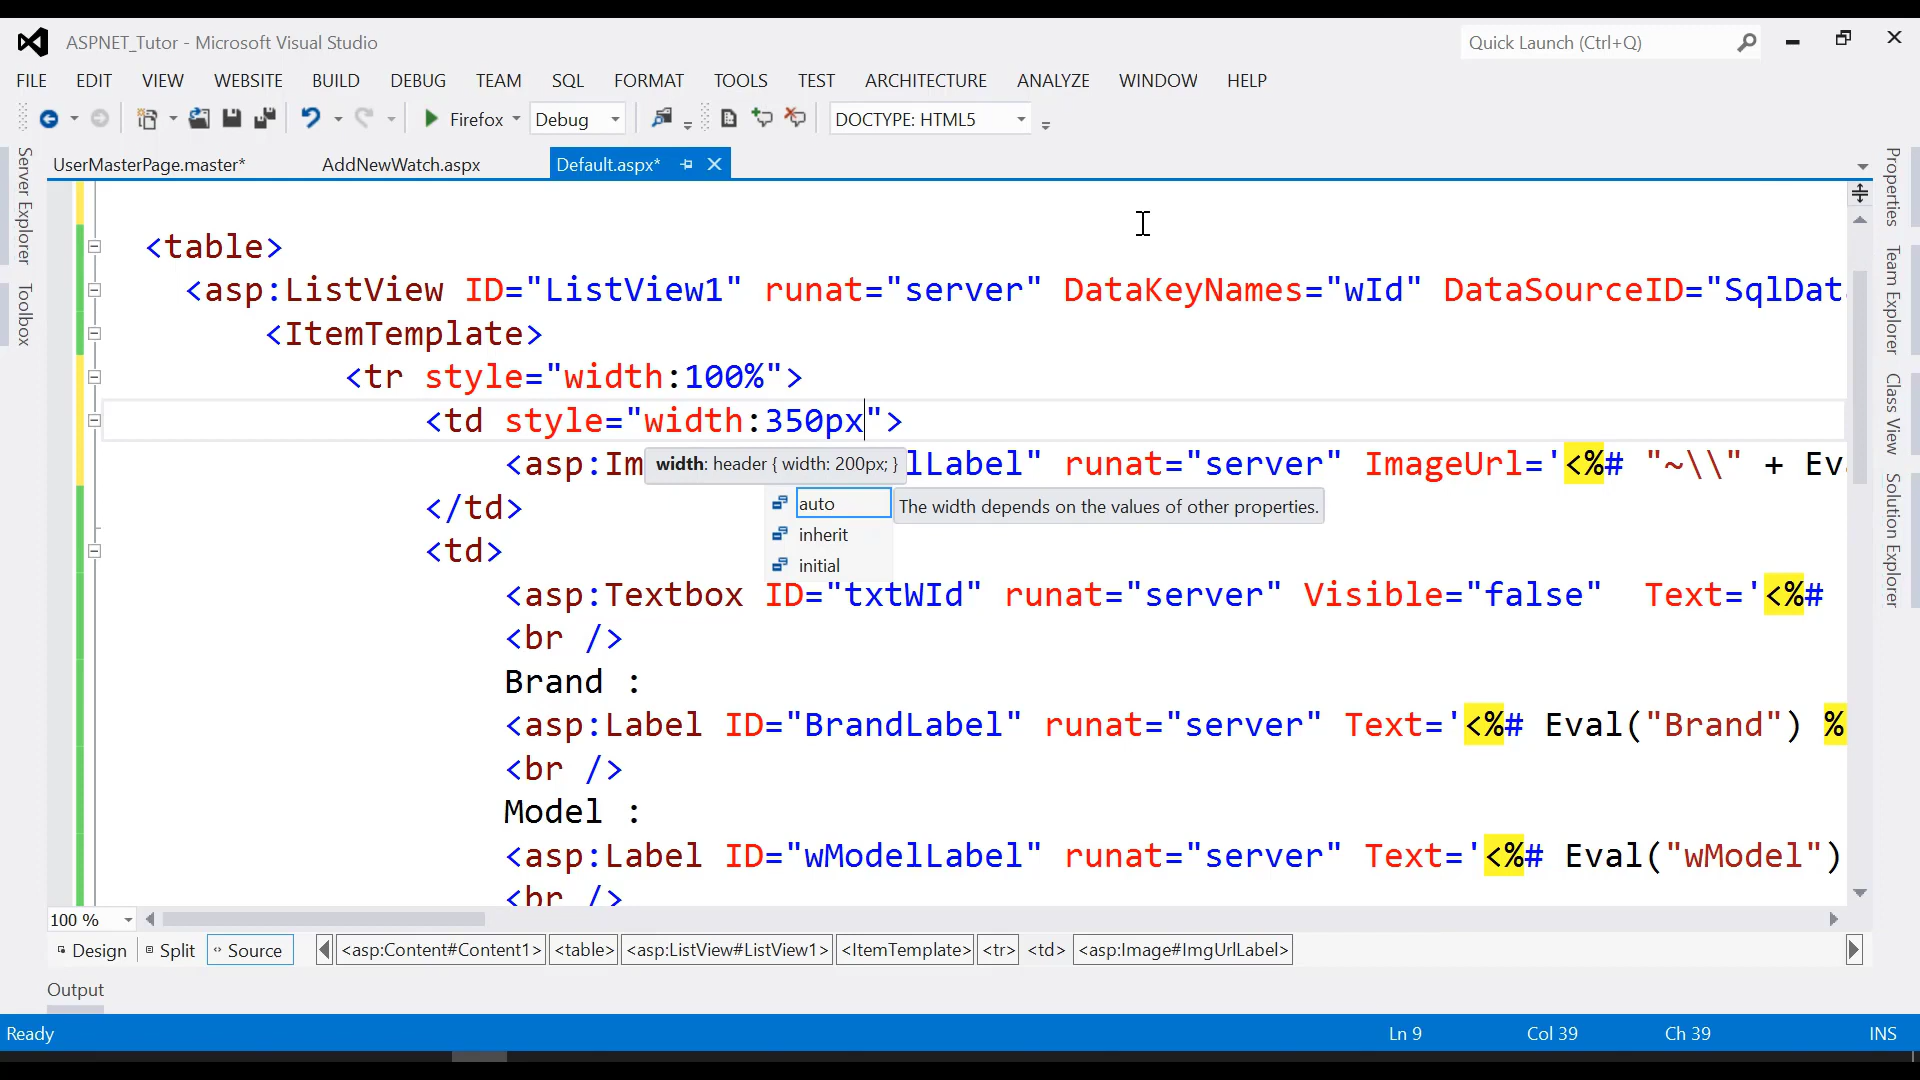 ASPNET_Tutor - Microsoft Visual Studio
Quick Launch (Ctrl+Q)
FILE EDIT VIEW WEBSITE BUILD DEBUG TEAM SQL FORMAT TOOLS TEST ARCHITECTURE ANALYZE WINDOW HELP
Firefox Debug DOCTYPE: HTML5
UserMasterPage.master* AddNewWatch.aspx Default.aspx*
Server Explorer
Toolbox
Properties
Team Explorer
Class View
Solution Explorer
<table>
<asp:ListView ID="ListView1" runat="server" DataKeyNames="wId" DataSourceID="SqlDat
<ItemTemplate>
<tr style="width:100%">
<td style="width:350px">
<asp:Im lLabel" runat="server" ImageUrl='<%# "~\\" + Ev
width: header { width: 200px; }
auto
The width depends on the values of other properties.
inherit
initial
</td>
<td>
<asp:Textbox ID="txtWId" runat="server" Visible="false" Text='<%#
<br />
Brand :
<asp:Label ID="BrandLabel" runat="server" Text='<%# Eval("Brand") %
<br />
Model :
<asp:Label ID="wModelLabel" runat="server" Text='<%# Eval("wModel")
<br />
100 %
Design Split Source <asp:Content#Content1> <table> <asp:ListView#ListView1> <ItemTemplate> <tr> <td> <asp:Image#ImgUrlLabel>
Output
Ready Ln 9 Col 39 Ch 39 INS